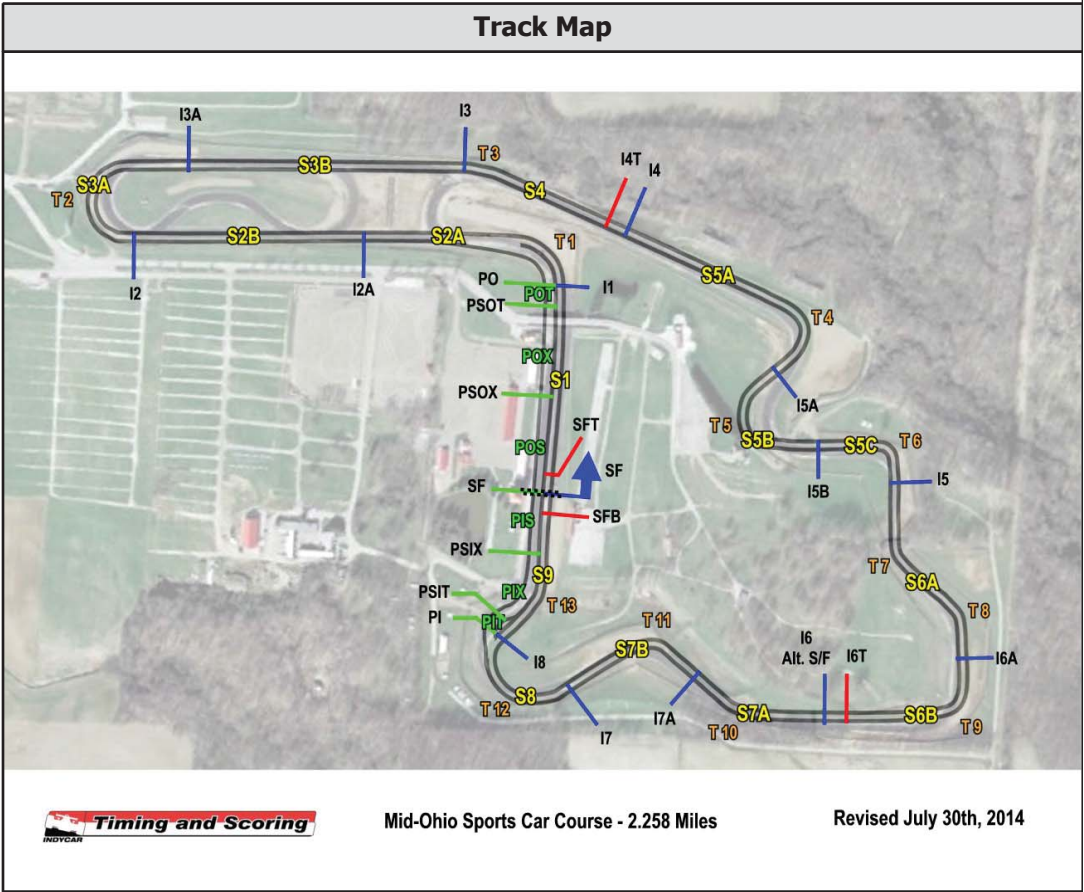 Track Map
I3A
I3
T 3
S3B
I4T
I4
S3A
S4
T 2
S2B
S2A
T 1
S5A
PO
POT
I1
I2
I2A
PSOT
T 4
POX
S1
PSOX
I5A
SFT
T 5
S5B
S5C
T 6
POS
SF
SF
I5B
I5
PIS
SFB
PSIX
T 7
S9
S6A
PSIT
PIX
T 13
T 8
PI
PIT
T 11
I6
Alt. S/F
I6T
S7B
I8
I6A
S8
T 12
I7A
S7A
S6B
T 9
T 10
I7
Timing and Scoring
INDYCAR
Mid-Ohio Sports Car Course - 2.258 Miles
Revised July 30th, 2014